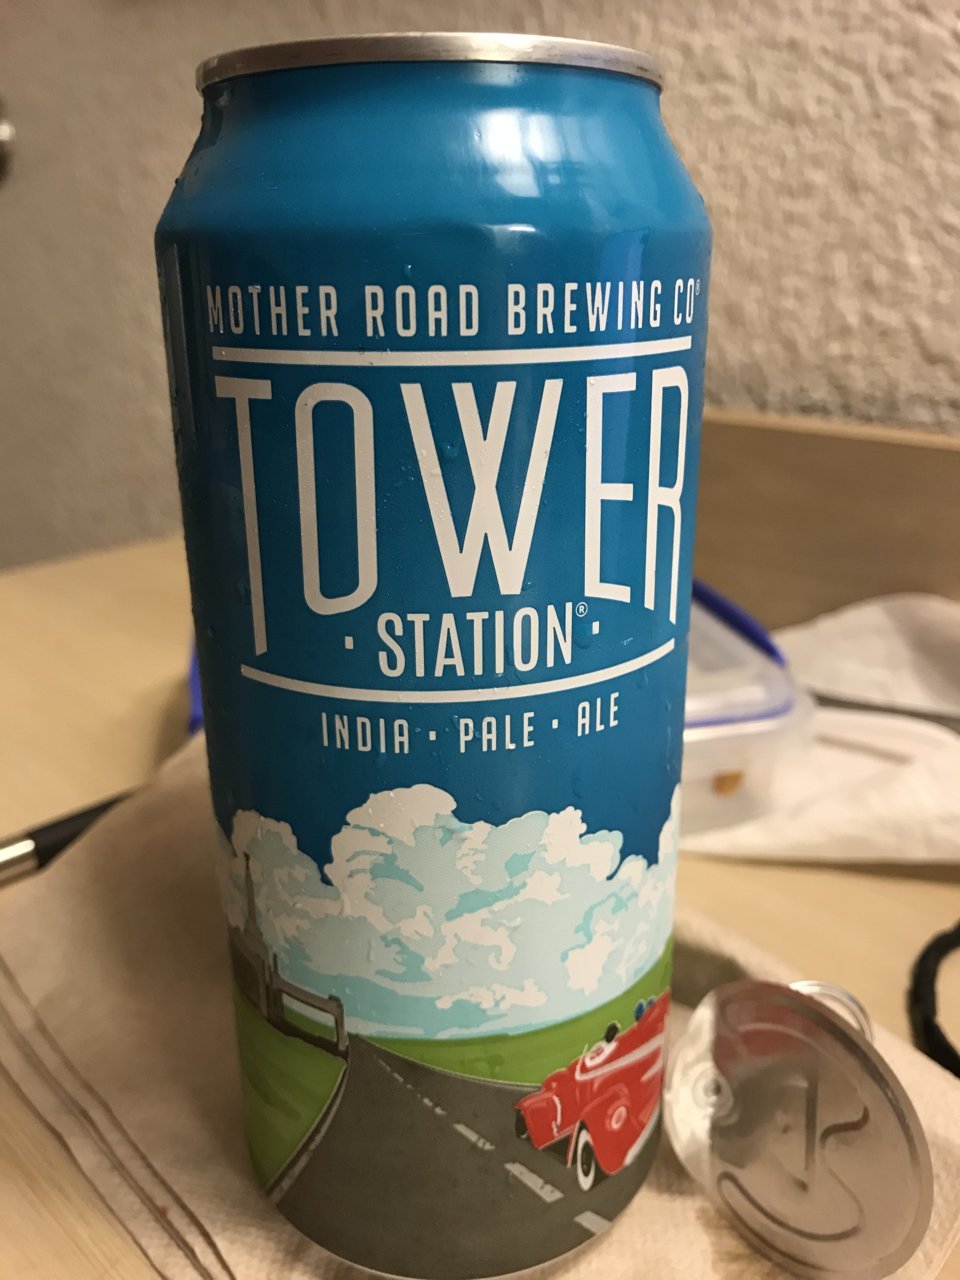 MOTHER ROAD BREWING CO®
TOWER
· STATION® ·
INDIA · PALE · ALE